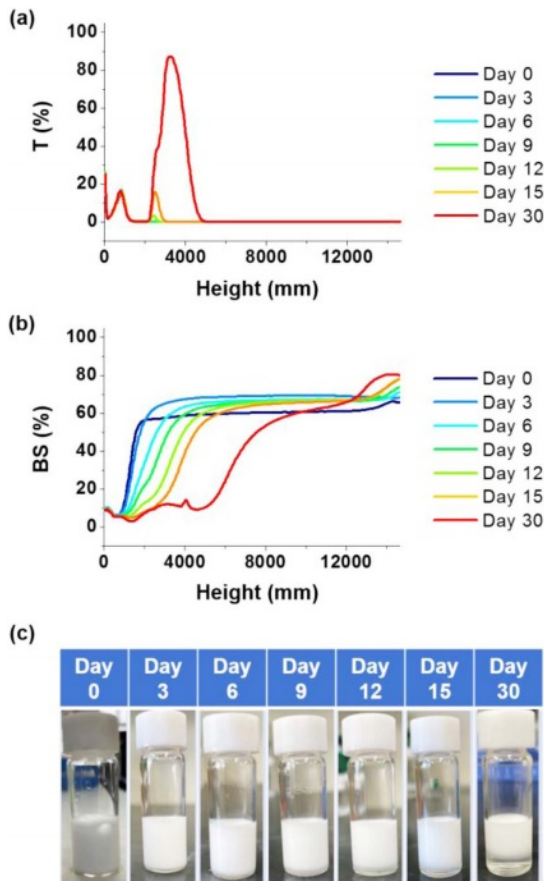 (a)
100
80
60
40
20
0
T (%)
0
4000
8000
12000
Height (mm)
Day 0
Day 3
Day 6
Day 9
Day 12
Day 15
Day 30
(b)
100
80
60
40
20
0
BS (%)
0
4000
8000
12000
Height (mm)
Day 0
Day 3
Day 6
Day 9
Day 12
Day 15
Day 30
(c)
Day 0
Day 3
Day 6
Day 9
Day 12
Day 15
Day 30